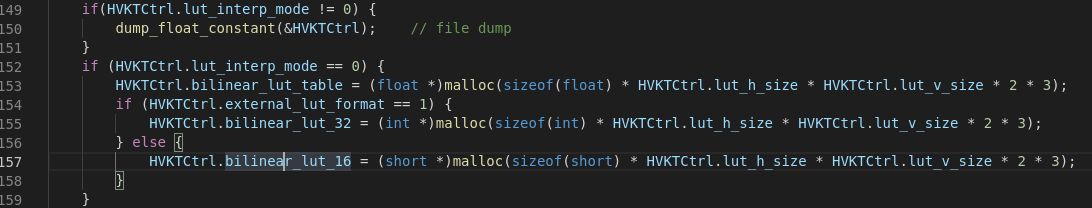 149 if(HVKTCtrl.lut_interp_mode != 0) {
150 dump_float_constant(&HVKTCtrl); // file dump
151 }
152 if (HVKTCtrl.lut_interp_mode == 0) {
153 HVKTCtrl.bilinear_lut_table = (float *)malloc(sizeof(float) * HVKTCtrl.lut_h_size * HVKTCtrl.lut_v_size * 2 * 3);
154 if (HVKTCtrl.external_lut_format == 1) {
155 HVKTCtrl.bilinear_lut_32 = (int *)malloc(sizeof(int) * HVKTCtrl.lut_h_size * HVKTCtrl.lut_v_size * 2 * 3);
156 } else {
157 HVKTCtrl.bilinear_lut_16 = (short *)malloc(sizeof(short) * HVKTCtrl.lut_h_size * HVKTCtrl.lut_v_size * 2 * 3);
158 }
159 }